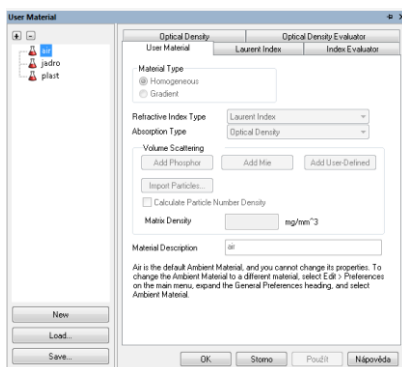 User Material
air
jadro
plast
New
Load...
Save...
Optical Density
Optical Density Evaluator
User Material
Laurent Index
Index Evaluator
Material Type
Homogeneous
Gradient
Refractive Index Type
Laurent Index
Absorption Type
Optical Density
Volume Scattering
Add Phosphor
Add Mie
Add User-Defined
Import Particles...
Calculate Particle Number Density
Matrix Density
mg/mm^3
Material Description
air
Air is the default Ambient Material, and you cannot change its properties. To
change the Ambient Material to a different material, select Edit > Preferences
on the main menu, expand the General Preferences heading, and select
Ambient Material.
OK
Storno
Použít
Nápověda